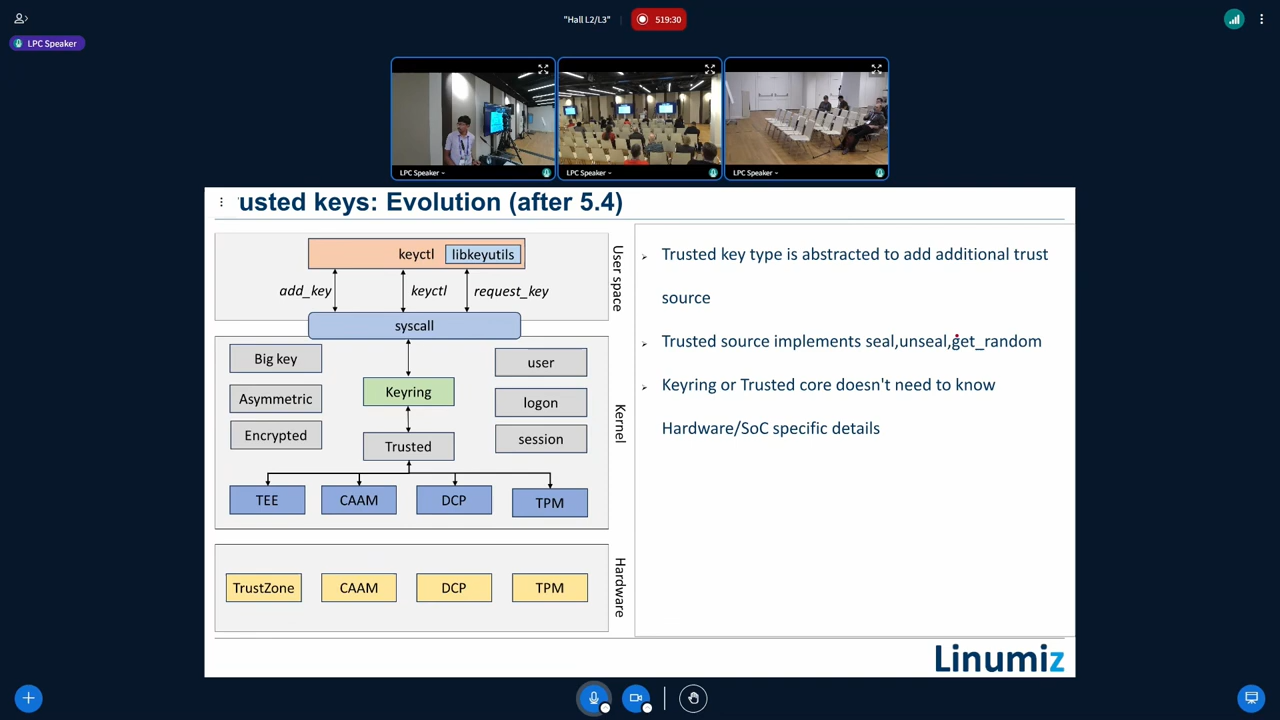 "Hall L2/L3"
519:30
LPC Speaker
LPC Speaker
LPC Speaker
LPC Speaker
usted keys: Evolution (after 5.4)
keyctl
libkeyutils
add_key
keyctl
request_key
User space
syscall
Big key
Asymmetric
Encrypted
Keyring
Trusted
user
logon
session
Kernel
TEE
CAAM
DCP
TPM
TrustZone
CAAM
DCP
TPM
Hardware
Trusted key type is abstracted to add additional trust
source
Trusted source implements seal,unseal,get_random
Keyring or Trusted core doesn't need to know
Hardware/SoC specific details
Linumiz